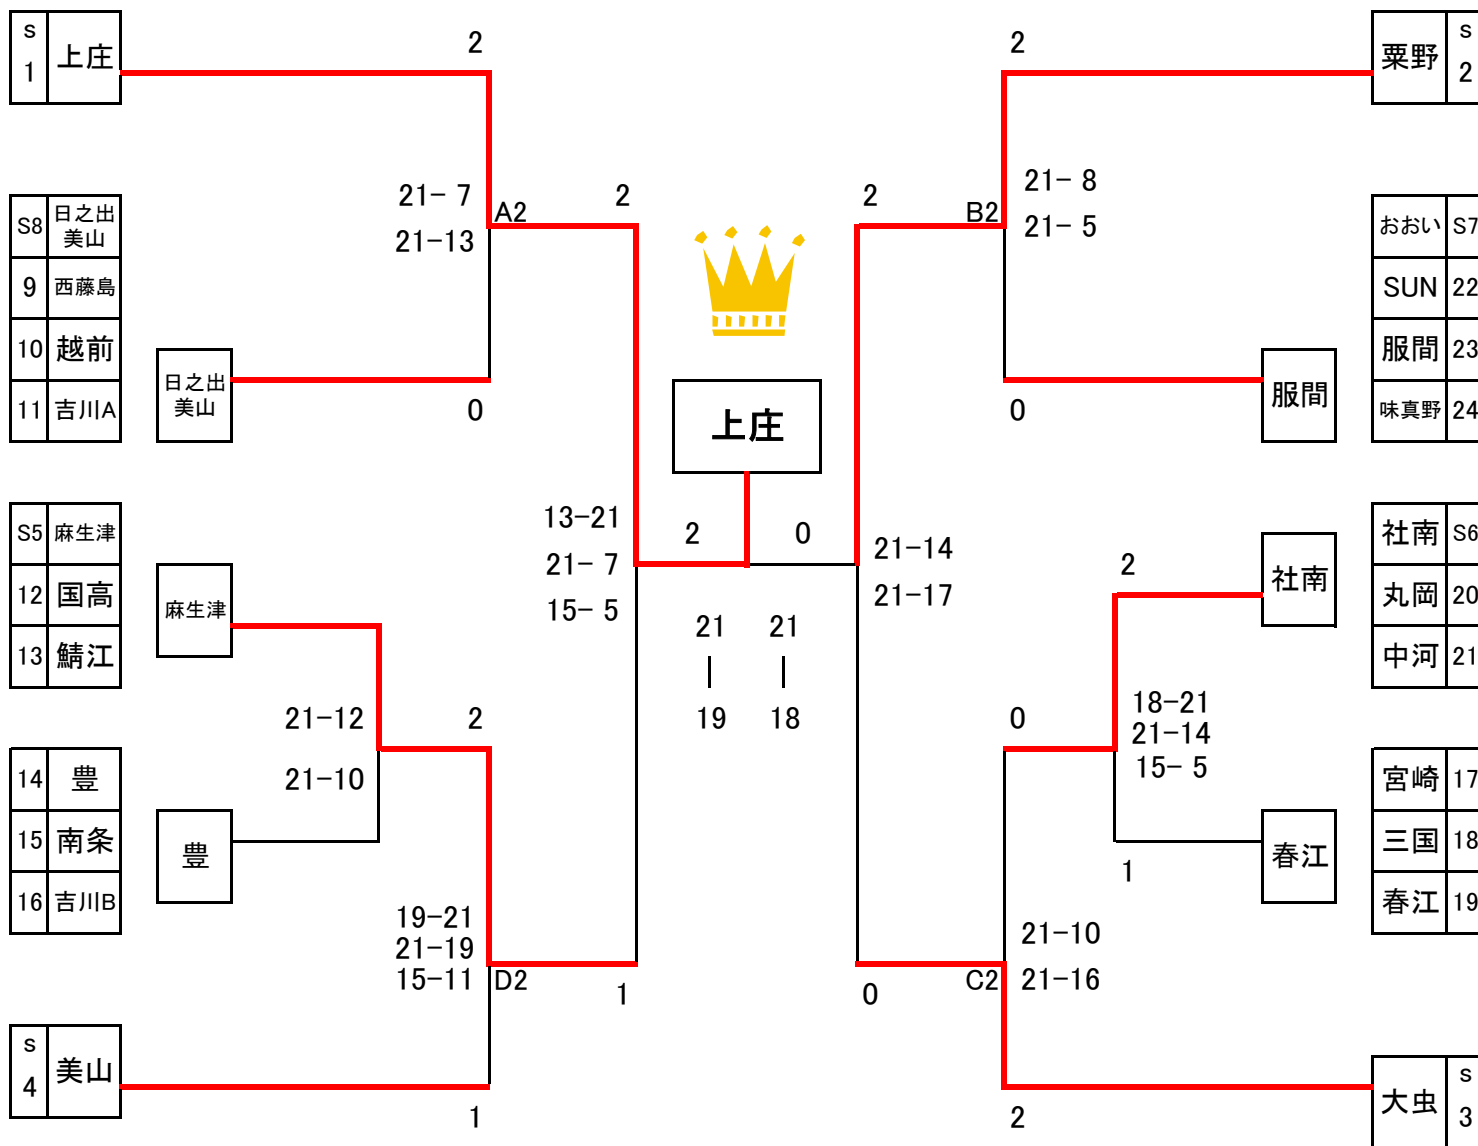 s
1
上庄
2
2
粟野
s
2
S8
日之出
美山
9
西藤島
10
越前
11
吉川A
21- 7
21-13
A2
2
2
B2
21- 8
21- 5
おおい
S7
SUN
22
服間
23
味真野
24
日之出
美山
0
上庄
0
服間
S5
麻生津
12
国高
13
鯖江
麻生津
13-21
21- 7
15- 5
2
0
21-14
21-17
2
社南
社南
S6
丸岡
20
中河
21
21
|
19
21
|
18
21-12
21-10
2
0
18-21
21-14
15- 5
14
豊
15
南条
16
吉川B
豊
1
春江
宮崎
17
三国
18
春江
19
19-21
21-19
15-11
D2
1
0
C2
21-10
21-16
s
4
美山
1
2
大虫
s
3